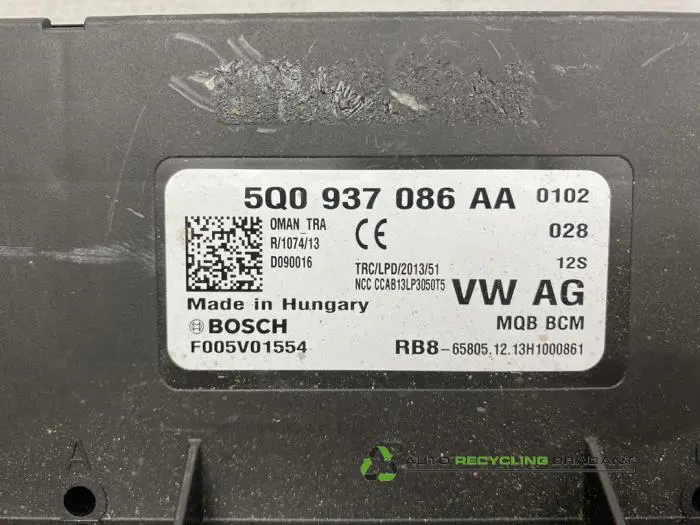 5Q0 937 086 AA 0102
OMAN_TRA
R/1074/13
D090016
CE
028
12S
TRC/LPD/2013/51
NCC CCAB13LP3050T5
VW AG
Made in Hungary
MQB BCM
BOSCH
F005V01554
RB8-65805.12.13H1000861
A
AUTO RECYCLING BRABANT